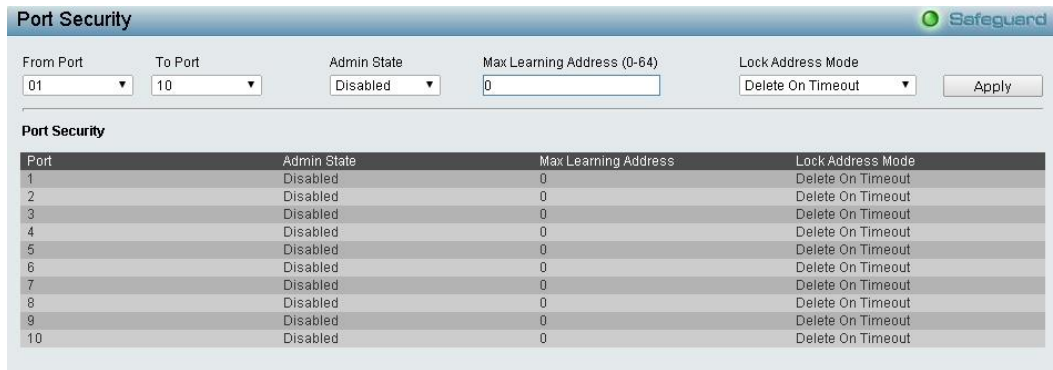 Port Security
Safeguard
From Port To Port Admin State Max Learning Address (0-64) Lock Address Mode
01 10 Disabled 0 Delete On Timeout Apply
Port Security
Port Admin State Max Learning Address Lock Address Mode
1 Disabled 0 Delete On Timeout
2 Disabled 0 Delete On Timeout
3 Disabled 0 Delete On Timeout
4 Disabled 0 Delete On Timeout
5 Disabled 0 Delete On Timeout
6 Disabled 0 Delete On Timeout
7 Disabled 0 Delete On Timeout
8 Disabled 0 Delete On Timeout
9 Disabled 0 Delete On Timeout
10 Disabled 0 Delete On Timeout